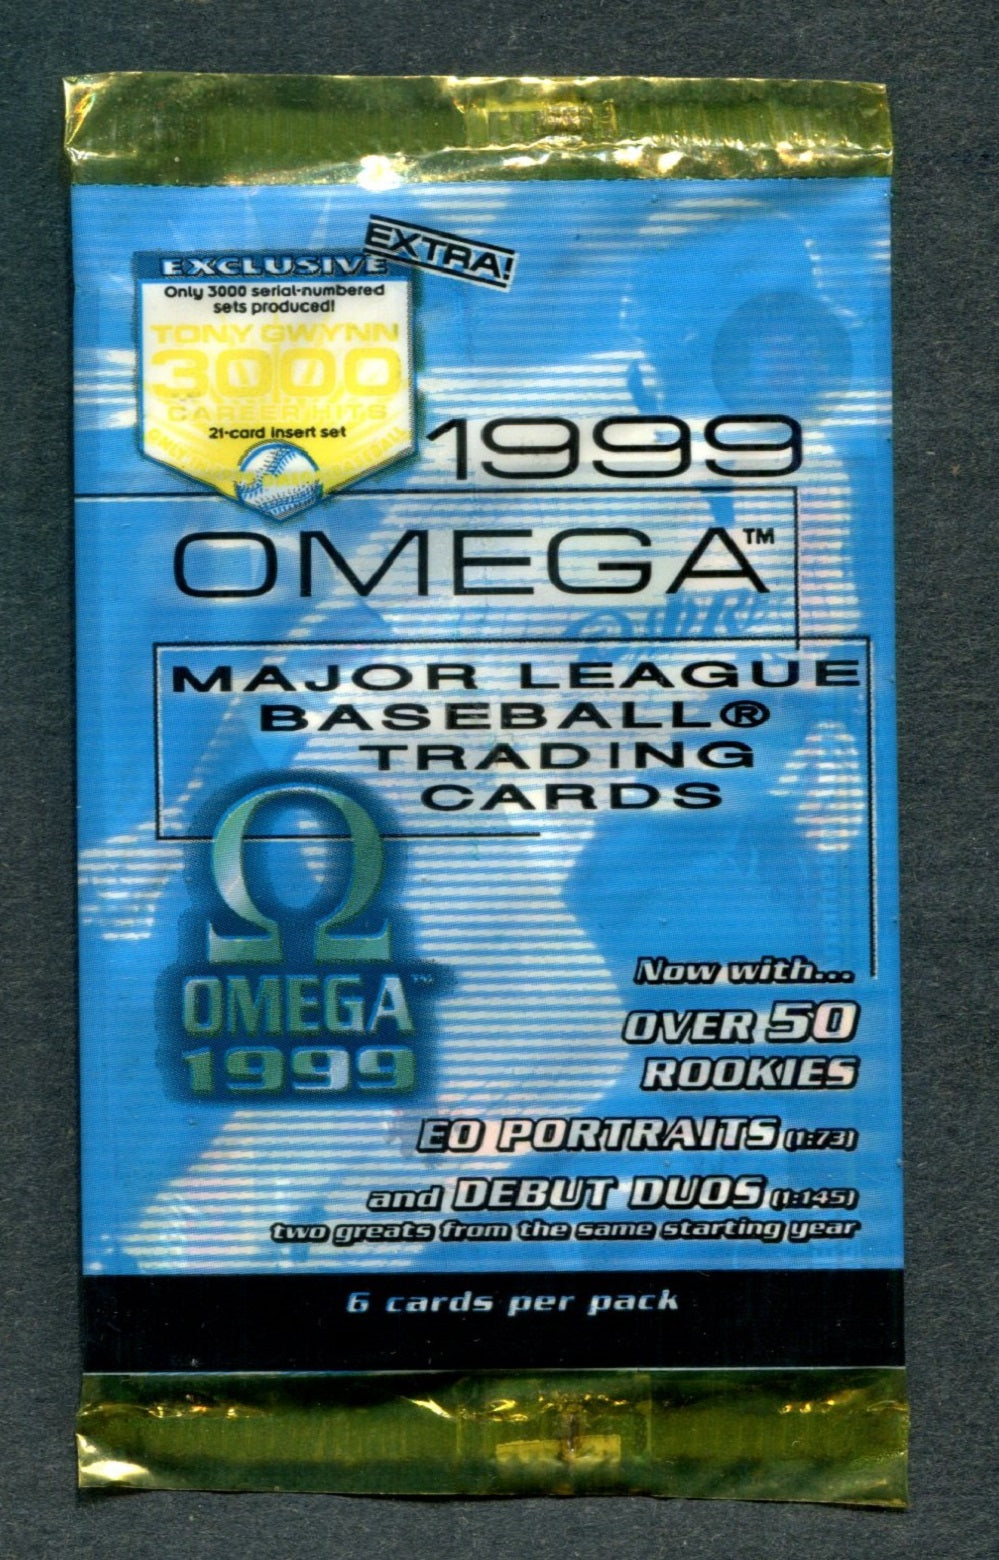 EXTRA!
EXCLUSIVE
Only 3000 serial-numbered
sets produced!
TONY GWYNN
3000
CAREER HITS
21-card insert set
1999
OMEGA™
MAJOR LEAGUE
BASEBALL®
TRADING
CARDS
Ω
OMEGA™
1999
Now with...
OVER 50
ROOKIES
EO PORTRAITS (1:73)
and DEBUT DUOS (1:145)
two greats from the same starting year
6 cards per pack